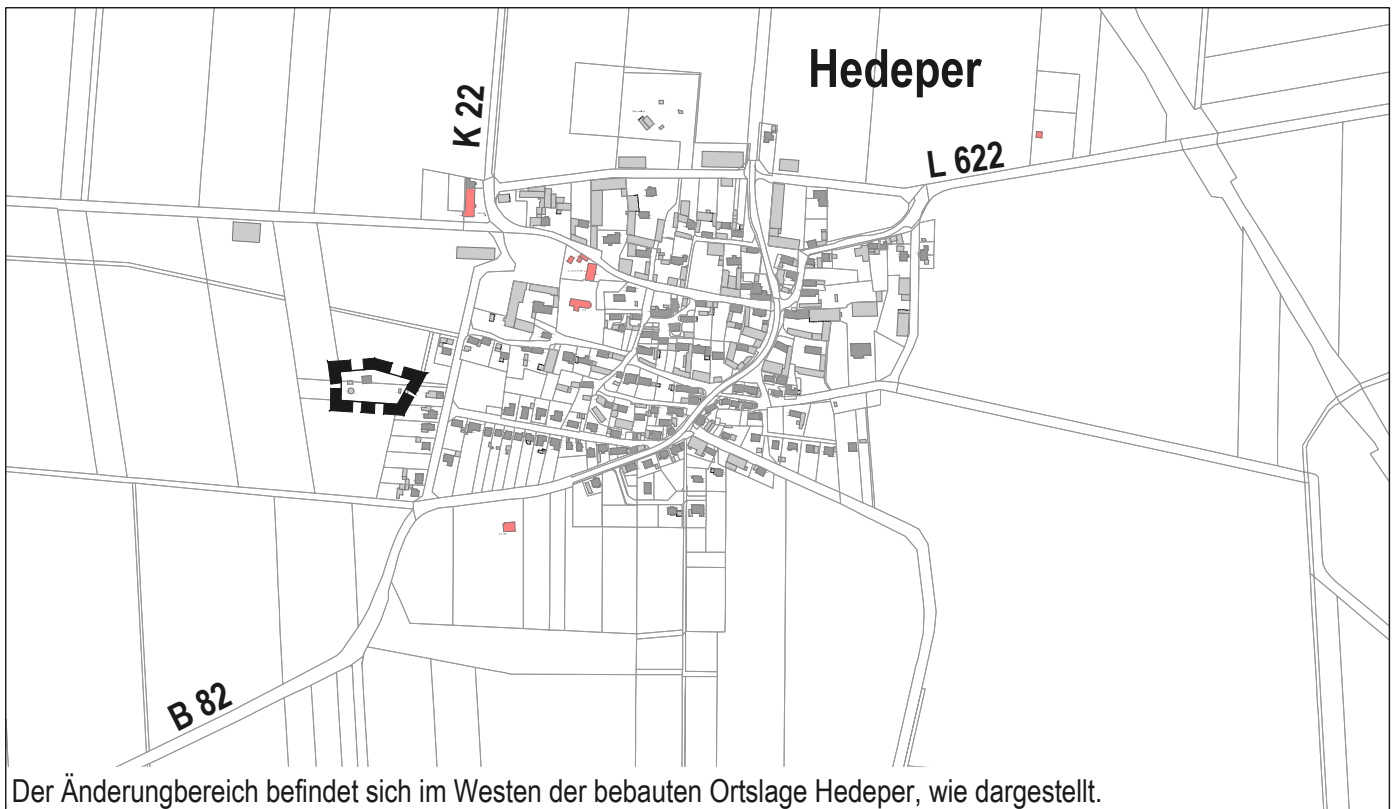 Hedeper
K 22
L 622
B 82
Der Änderungbereich befindet sich im Westen der bebauten Ortslage Hedeper, wie dargestellt.